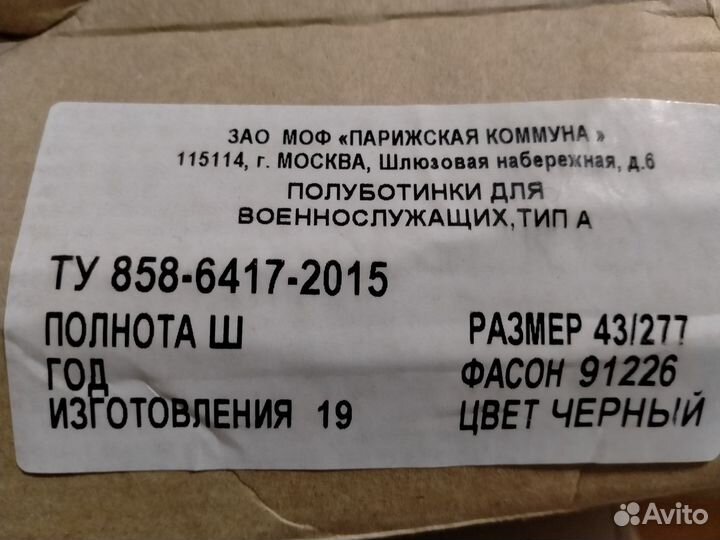 ЗАО МОФ «ПАРИЖСКАЯ КОММУНА »
115114, г. МОСКВА, Шлюзовая набережная, д.6
ПОЛУБОТИНКИ ДЛЯ
ВОЕННОСЛУЖАЩИХ,ТИП А
ТУ 858-6417-2015
ПОЛНОТА Ш РАЗМЕР 43/277
ГОД ФАСОН 91226
ИЗГОТОВЛЕНИЯ 19 ЦВЕТ ЧЕРНЫЙ
Avito